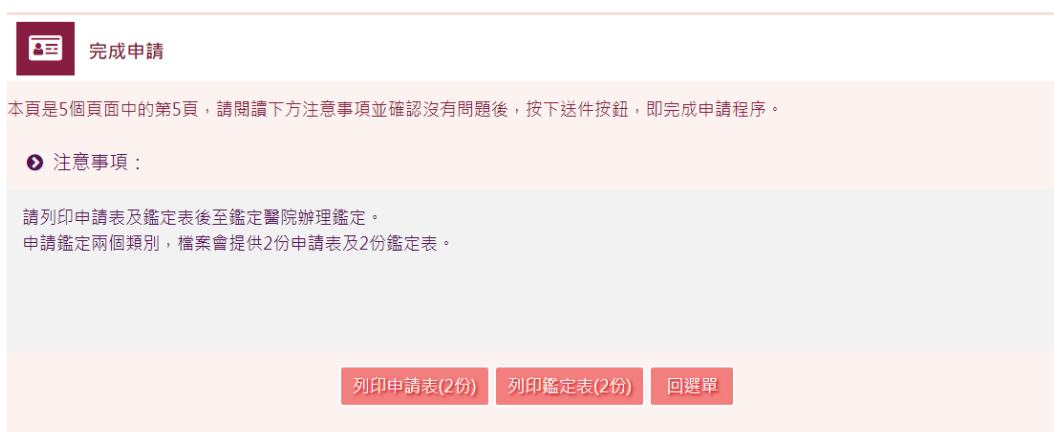 完成申請
本頁是5個頁面中的第5頁，請閱讀下方注意事項並確認沒有問題後，按下送件按鈕，即完成申請程序。
注意事項：
請列印申請表及鑑定表後至鑑定醫院辦理鑑定。
申請鑑定兩個類別，檔案會提供2份申請表及2份鑑定表。
列印申請表(2份) 列印鑑定表(2份) 回選單